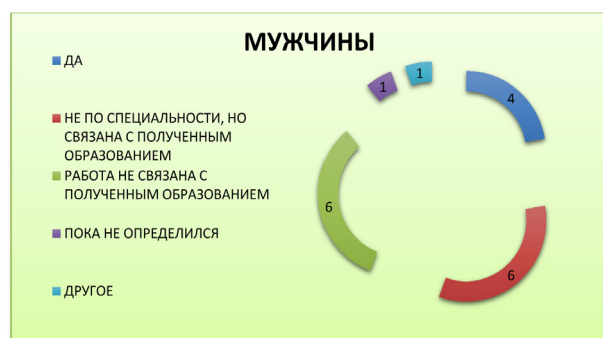 МУЖЧИНЫ
ДА
НЕ ПО СПЕЦИАЛЬНОСТИ, НО
СВЯЗАНА С ПОЛУЧЕННЫМ
ОБРАЗОВАНИЕМ
РАБОТА НЕ СВЯЗАНА С
ПОЛУЧЕННЫМ ОБРАЗОВАНИЕМ
ПОКА НЕ ОПРЕДЕЛИЛСЯ
ДРУГОЕ
4
6
6
1
1